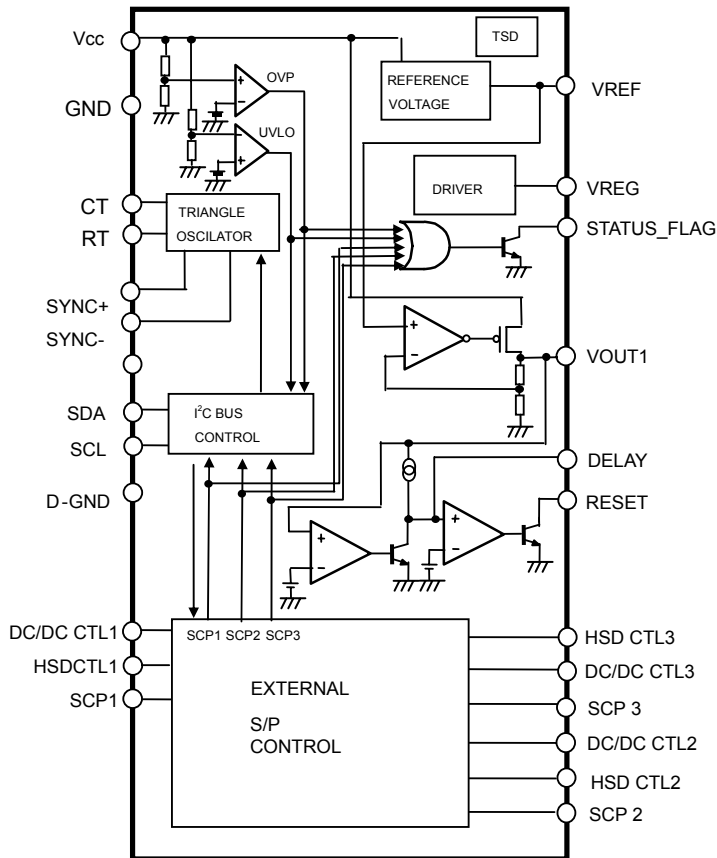 Vcc
GND
CT
RT
SYNC+
SYNC-
SDA
SCL
D-GND
DC/DC CTL1
HSDCTL1
SCP1
OVP
+
−
UVLO
−
+
TSD
REFERENCE
VOLTAGE
DRIVER
TRIANGLE
OSCILATOR
I²C BUS
CONTROL
+
−
+
−
+
−
SCP1 SCP2 SCP3
EXTERNAL
S/P
CONTROL
VREF
VREG
STATUS_FLAG
VOUT1
DELAY
RESET
HSD CTL3
DC/DC CTL3
SCP 3
DC/DC CTL2
HSD CTL2
SCP 2